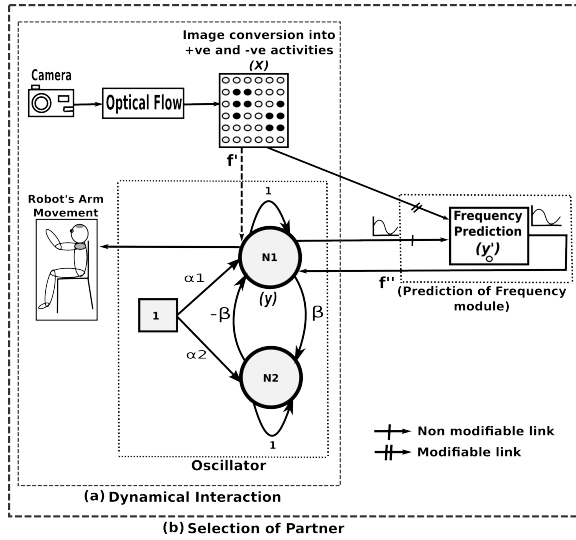 Image conversion into
+ve and -ve activities
(X)
Camera
Optical Flow
f'
Robot's Arm
Movement
1
N1
(y)
α1
1
-β
β
α2
N2
1
Oscillator
Frequency
Prediction
(y')
f''
(Prediction of Frequency
module)
Non modifiable link
Modifiable link
(a) Dynamical Interaction
(b) Selection of Partner